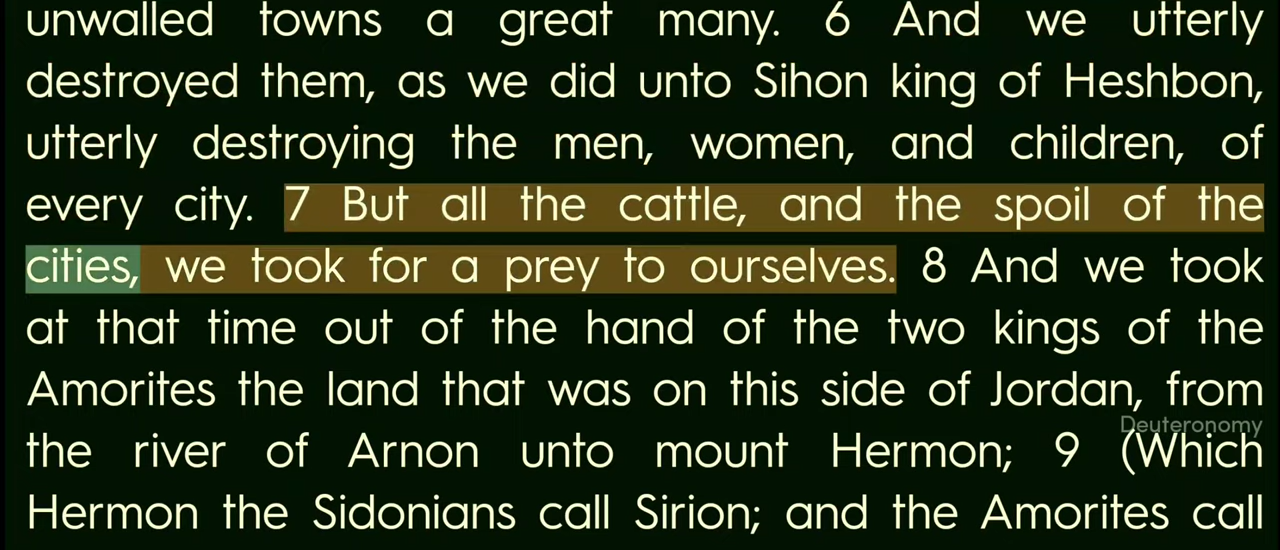 unwalled towns a great many. 6 And we utterly
destroyed them, as we did unto Sihon king of Heshbon,
utterly destroying the men, women, and children, of
every city. 7 But all the cattle, and the spoil of the
cities, we took for a prey to ourselves. 8 And we took
at that time out of the hand of the two kings of the
Amorites the land that was on this side of Jordan, from
Deuteronomy
the river of Arnon unto mount Hermon; 9 (Which
Hermon the Sidonians call Sirion; and the Amorites call